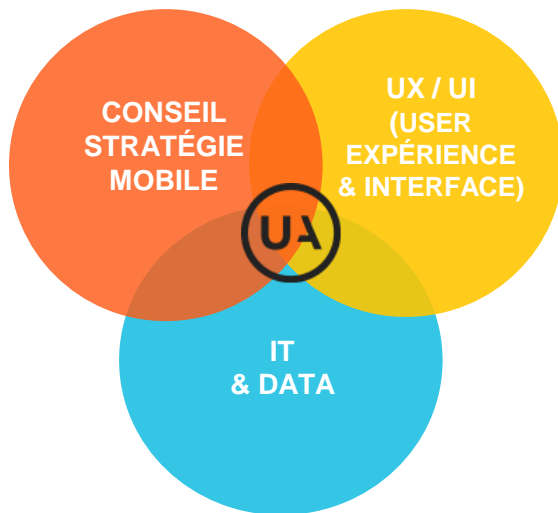 CONSEIL
STRATÉGIE
MOBILE
UX / UI
(USER
EXPÉRIENCE
& INTERFACE)
UA
IT
& DATA